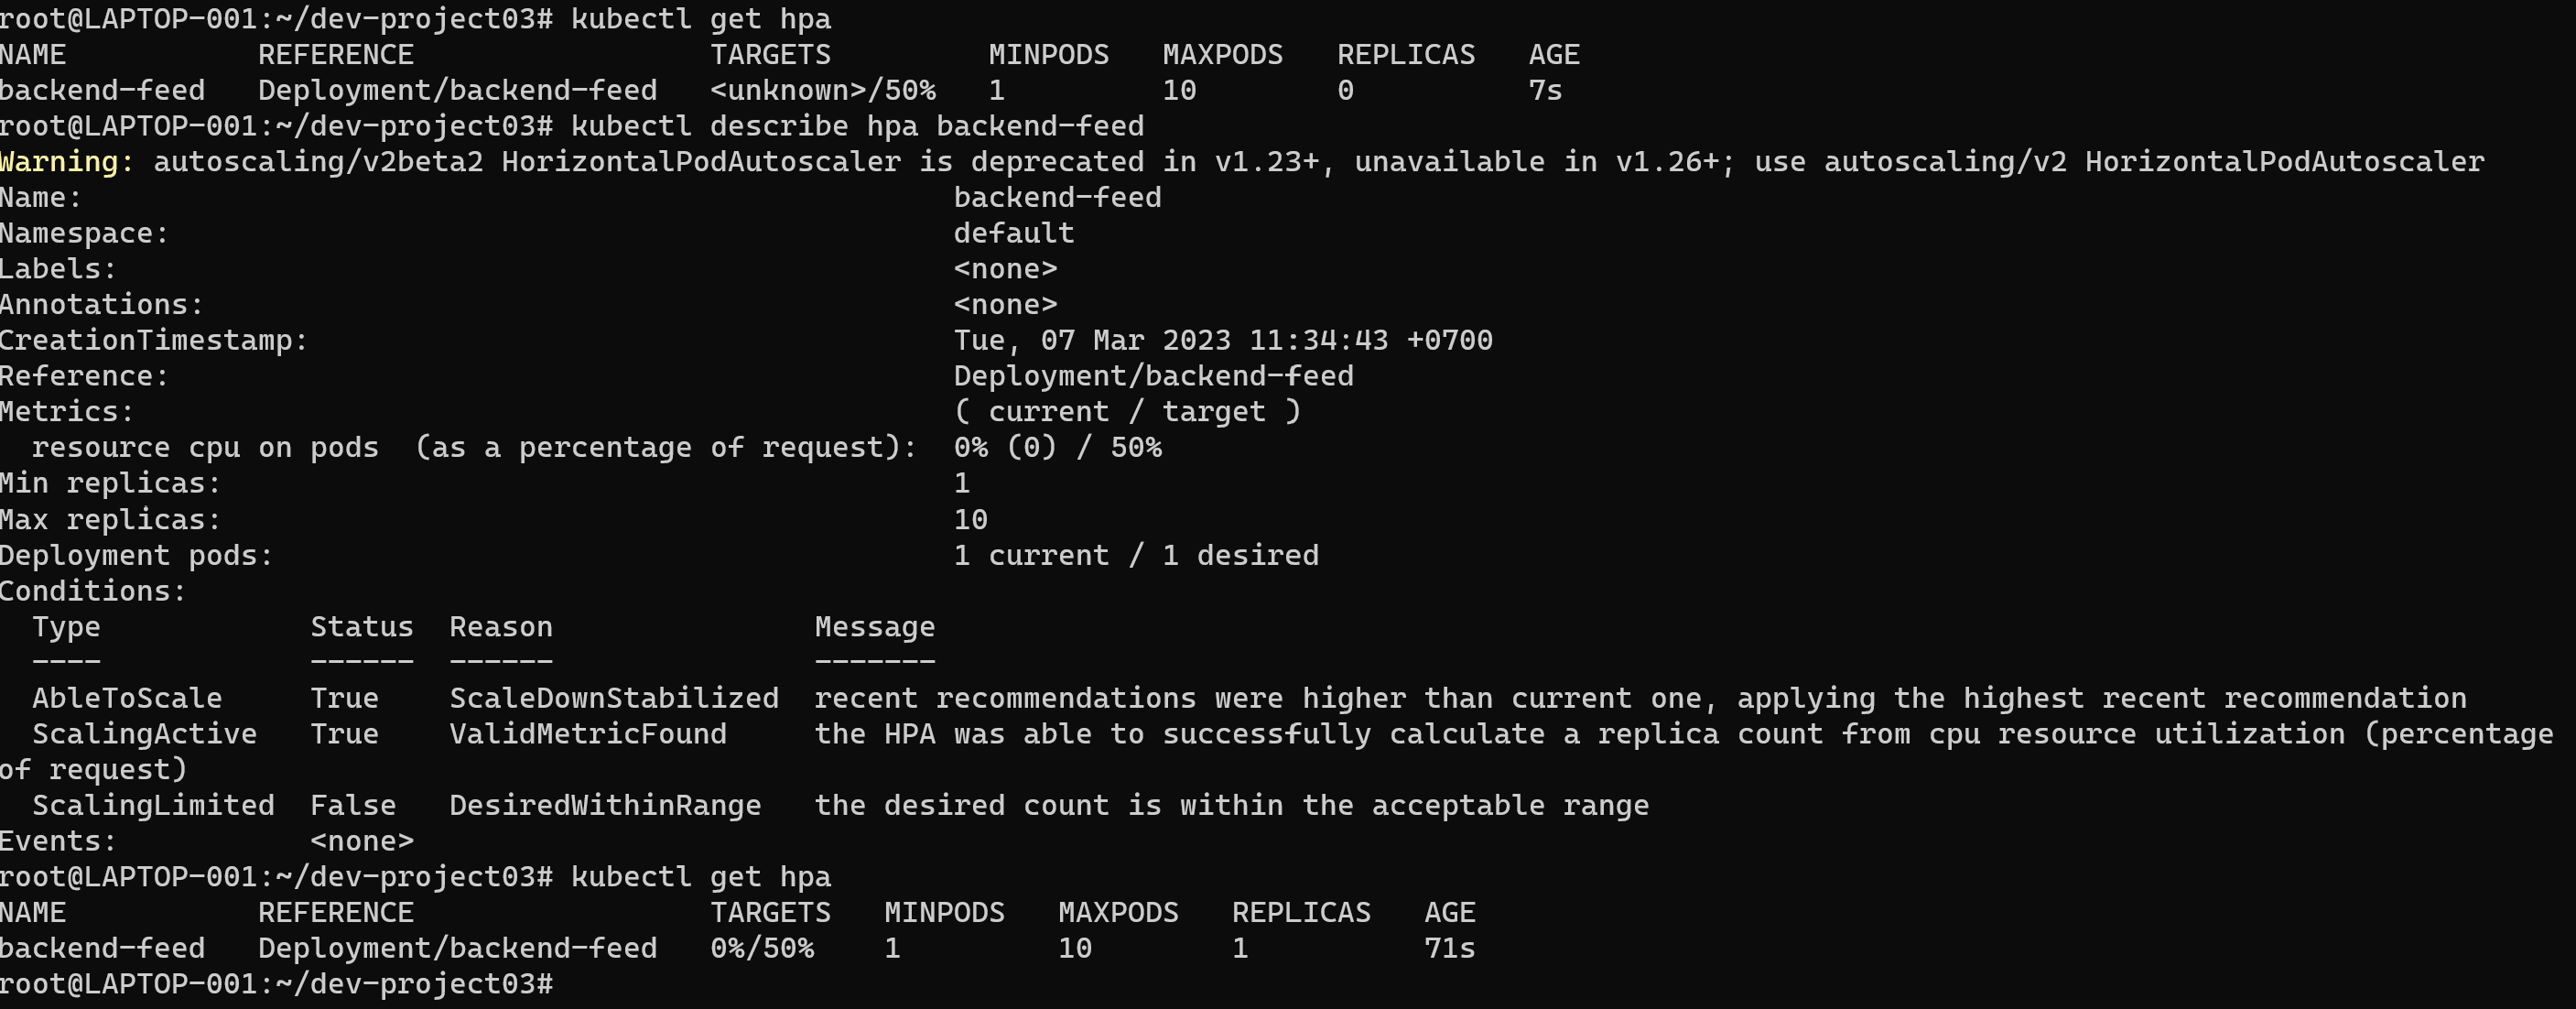 root@LAPTOP-001:~/dev-project03# kubectl get hpa
NAME           REFERENCE                 TARGETS         MINPODS   MAXPODS   REPLICAS   AGE
backend-feed   Deployment/backend-feed   <unknown>/50%   1         10        0          7s
root@LAPTOP-001:~/dev-project03# kubectl describe hpa backend-feed
Warning: autoscaling/v2beta2 HorizontalPodAutoscaler is deprecated in v1.23+, unavailable in v1.26+; use autoscaling/v2 HorizontalPodAutoscaler
Name:                                                  backend-feed
Namespace:                                             default
Labels:                                                <none>
Annotations:                                           <none>
CreationTimestamp:                                     Tue, 07 Mar 2023 11:34:43 +0700
Reference:                                             Deployment/backend-feed
Metrics:                                               ( current / target )
  resource cpu on pods  (as a percentage of request):  0% (0) / 50%
Min replicas:                                          1
Max replicas:                                          10
Deployment pods:                                       1 current / 1 desired
Conditions:
  Type            Status  Reason               Message
  ----            ------  ------               -------
  AbleToScale     True    ScaleDownStabilized  recent recommendations were higher than current one, applying the highest recent recommendation
  ScalingActive   True    ValidMetricFound     the HPA was able to successfully calculate a replica count from cpu resource utilization (percentage
of request)
  ScalingLimited  False   DesiredWithinRange   the desired count is within the acceptable range
Events:           <none>
root@LAPTOP-001:~/dev-project03# kubectl get hpa
NAME           REFERENCE                 TARGETS   MINPODS   MAXPODS   REPLICAS   AGE
backend-feed   Deployment/backend-feed   0%/50%    1         10        1          71s
root@LAPTOP-001:~/dev-project03#